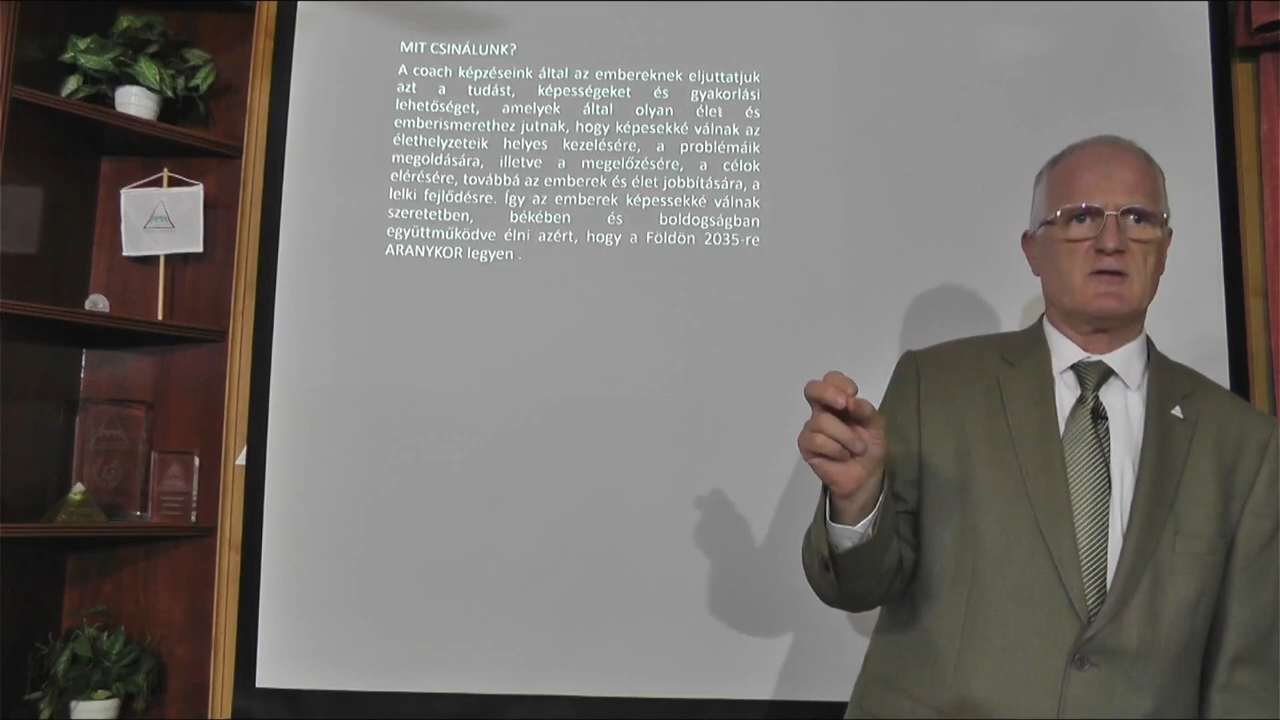 MIT CSINÁLUNK?
A coach képzéseink által az embereknek eljuttatjuk
azt a tudást, képességeket és gyakorlási
lehetőséget, amelyek által olyan élet és
emberismerethez jutnak, hogy képesekké válnak az
élethelyzeteik helyes kezelésére, a problémáik
megoldására, illetve a megelőzésére, a célok
elérésére, továbbá az emberek és élet jobbítására, a
lelki fejlődésre. Így az emberek képessekké válnak
szeretetben, békében és boldogságban
együttműködve élni azért, hogy a Földön 2035-re
ARANYKOR legyen .